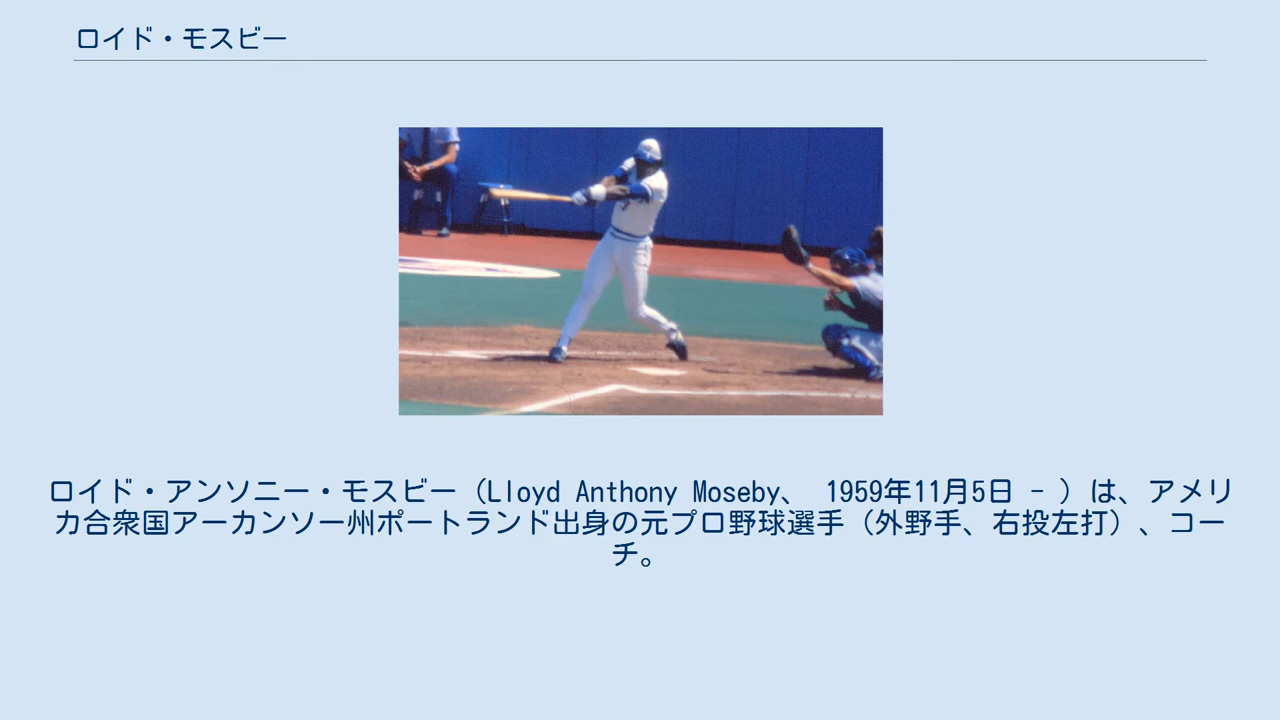 ロイド・モスビー
ロイド・アンソニー・モスビー（Lloyd Anthony Moseby、 1959年11月5日 - ）は、アメリ
カ合衆国アーカンソー州ポートランド出身の元プロ野球選手（外野手、右投左打）、コー
チ。